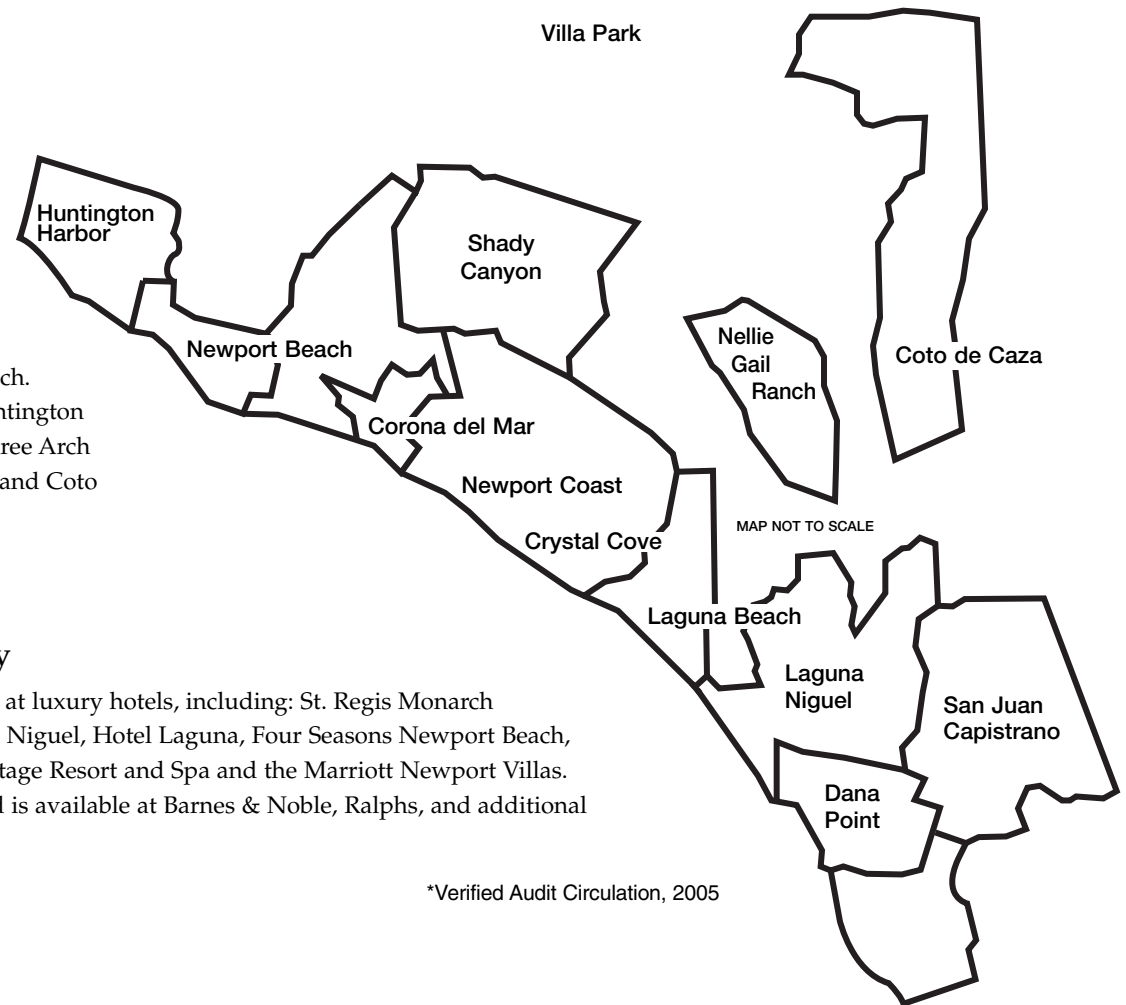 Villa Park
Huntington
Harbor
Shady
Canyon
Newport Beach
Nellie
Gail
Ranch
Coto de Caza
Corona del Mar
Newport Coast
Crystal Cove
MAP NOT TO SCALE
Laguna Beach
Laguna
Niguel
San Juan
Capistrano
Dana
Point
ch.
ntington
ree Arch
and Coto
y
at luxury hotels, including: St. Regis Monarch
Niguel, Hotel Laguna, Four Seasons Newport Beach,
tage Resort and Spa and the Marriott Newport Villas.
l is available at Barnes & Noble, Ralphs, and additional
*Verified Audit Circulation, 2005